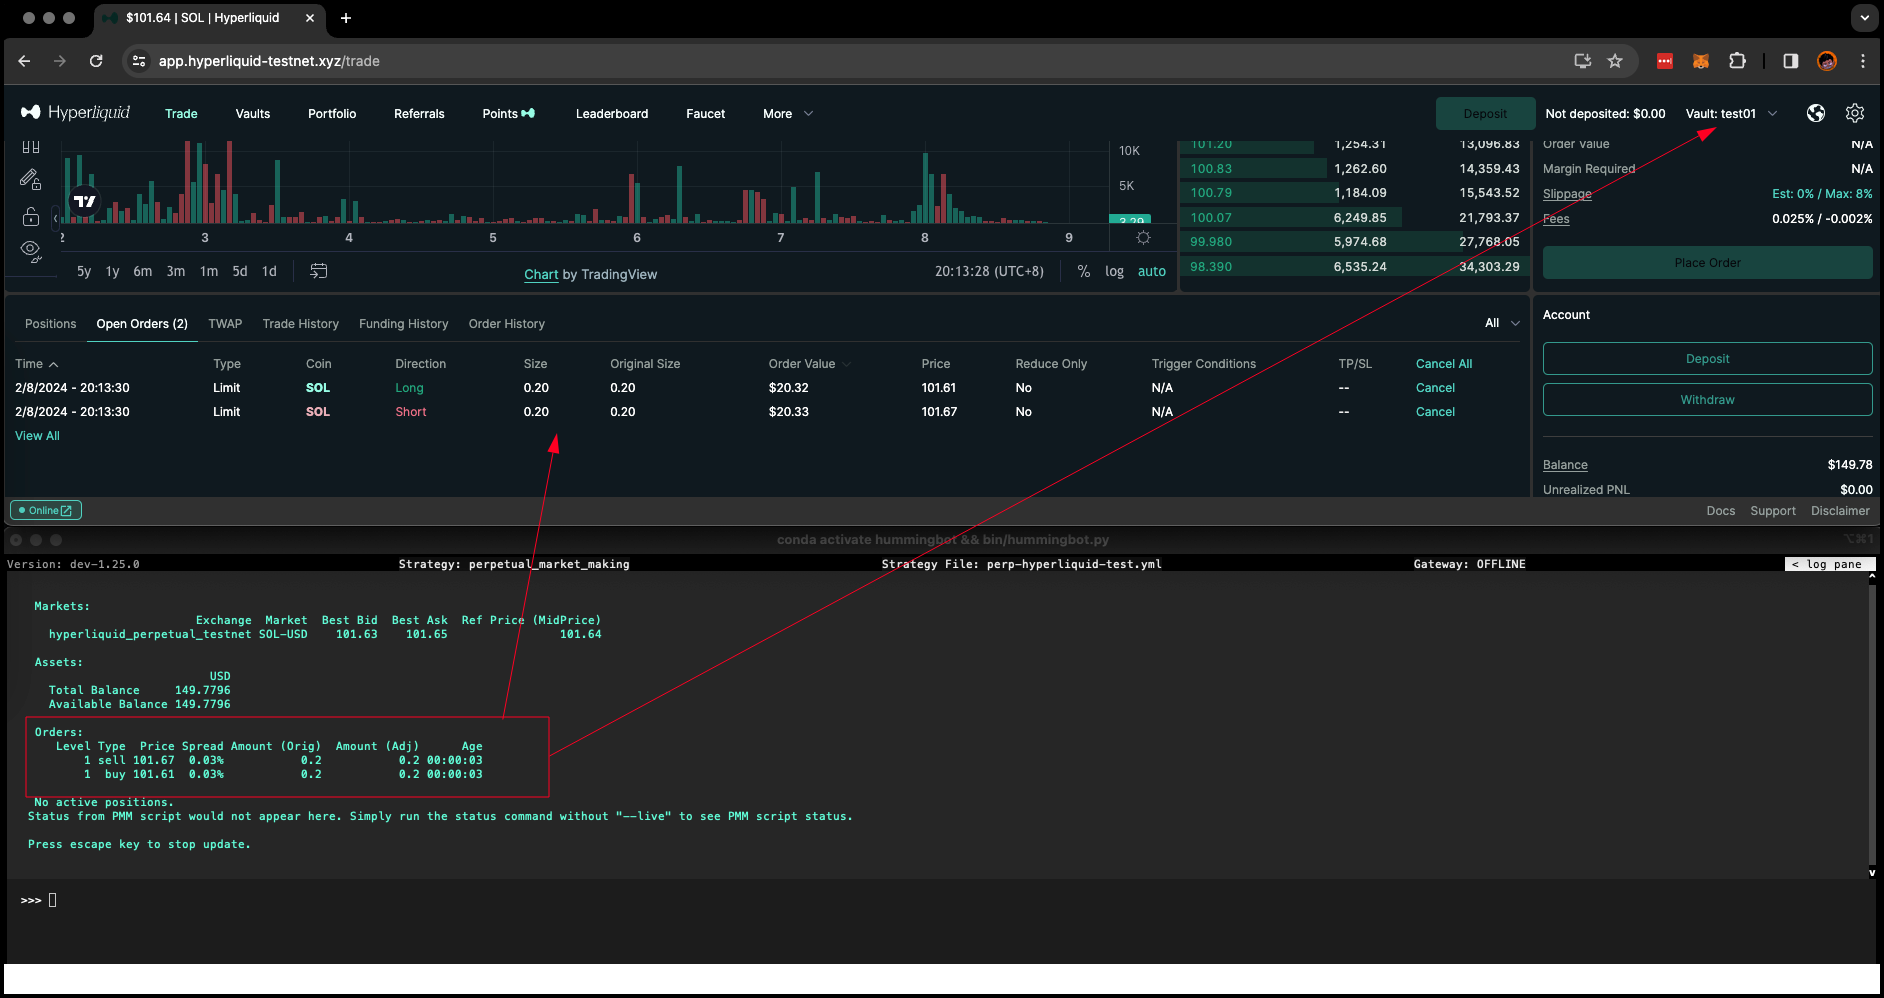 $101.64 | SOL | Hyperliquid
app.hyperliquid-testnet.xyz/trade
Hyperliquid Trade Vaults Portfolio Referrals Points Leaderboard Faucet More Deposit Not deposited: $0.00 Vault: test01
10K
5K
3.29
2 3 4 5 6 7 8 9
5y 1y 6m 3m 1m 5d 1d
Chart by TradingView
20:13:28 (UTC+8) % log auto
101.20 1,254.31 13,096.83
100.83 1,262.60 14,359.43
100.79 1,184.09 15,543.52
100.07 6,249.85 21,793.37
99.980 5,974.68 27,768.05
98.390 6,535.24 34,303.29
Order Value N/A
Margin Required N/A
Slippage Est: 0% / Max: 8%
Fees 0.025% / -0.002%
Place Order
Positions Open Orders (2) TWAP Trade History Funding History Order History All
Time Type Coin Direction Size Original Size Order Value Price Reduce Only Trigger Conditions TP/SL Cancel All
2/8/2024 - 20:13:30 Limit SOL Long 0.20 0.20 $20.32 101.61 No N/A -- Cancel
2/8/2024 - 20:13:30 Limit SOL Short 0.20 0.20 $20.33 101.67 No N/A -- Cancel
View All
Account
Deposit
Withdraw
Balance $149.78
Unrealized PNL $0.00
Online Docs Support Disclaimer
conda activate hummingbot && bin/hummingbot.py ⌥⌘1
Version: dev-1.25.0 Strategy: perpetual_market_making Strategy File: perp-hyperliquid-test.yml Gateway: OFFLINE < log pane
Markets:
Exchange Market Best Bid Best Ask Ref Price (MidPrice)
hyperliquid_perpetual_testnet SOL-USD 101.63 101.65 101.64
Assets:
USD
Total Balance 149.7796
Available Balance 149.7796
Orders:
Level Type Price Spread Amount (Orig) Amount (Adj) Age
1 sell 101.67 0.03% 0.2 0.2 00:00:03
1 buy 101.61 0.03% 0.2 0.2 00:00:03
No active positions.
Status from PMM script would not appear here. Simply run the status command without "--live" to see PMM script status.
Press escape key to stop update.
>>>